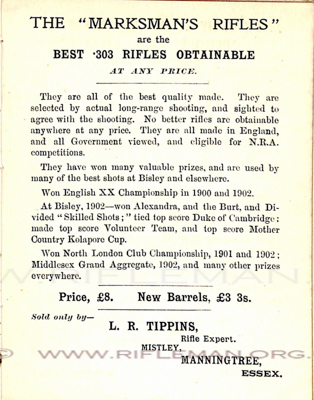 THE "MARKSMAN'S RIFLES"
are the
BEST ·303 RIFLES OBTAINABLE
AT ANY PRICE.
They are all of the best quality made. They are
selected by actual long-range shooting, and sighted to
agree with the shooting. No better rifles are obtainable
anywhere at any price. They are all made in England,
and all Government viewed, and eligible for N.R.A.
competitions.
They have won many valuable prizes, and are used by
many of the best shots at Bisley and elsewhere.
Won English XX Championship in 1900 and 1902.
At Bisley, 1902—won Alexandra, and the Burt, and Di-
vided "Skilled Shots;" tied top score Duke of Cambridge;
made top score Volunteer Team, and top score Mother
Country Kolapore Cup.
Won North London Club Championship, 1901 and 1902;
Middlesex Grand Aggregate, 1902, and many other prizes
everywhere.
Price, £8. New Barrels, £3 3s.
Sold only by—
L. R. TIPPINS,
Rifle Expert.
MISTLEY,
MANNINGTREE,
ESSEX.
© WWW.RIFLEMAN.ORG.